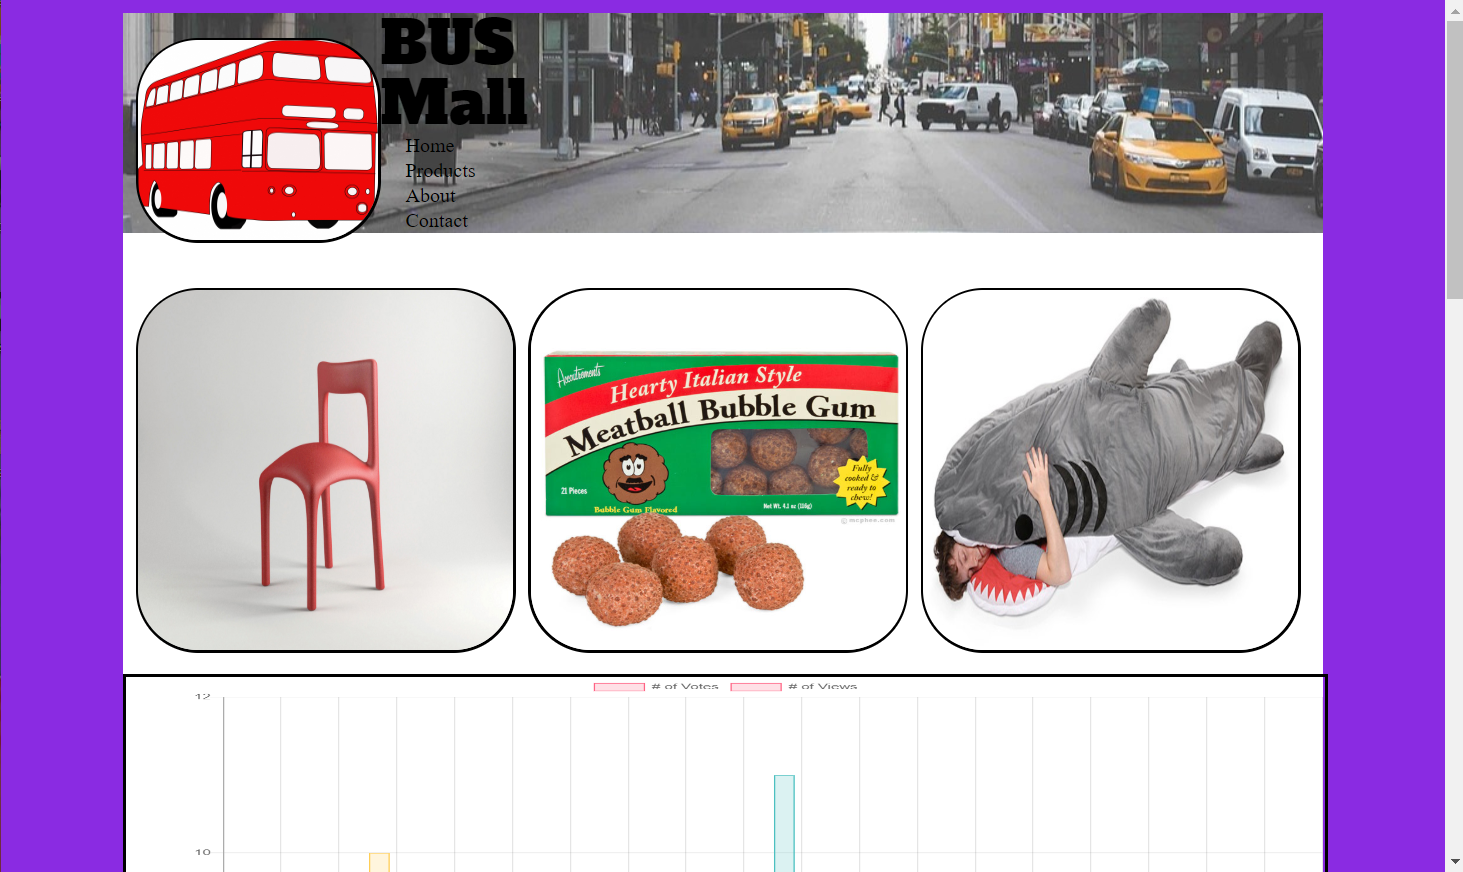 BUS
Mall
Home
Products
About
Contact
Accoutrements
Hearty Italian Style
Meatball Bubble Gum
21 Pieces
Bubble Gum Flavored
Net Wt. 4.1 oz (116g)
Fully
cooked &
ready to
chew!
© mcphee.com
# of Votes
# of Views
12
10